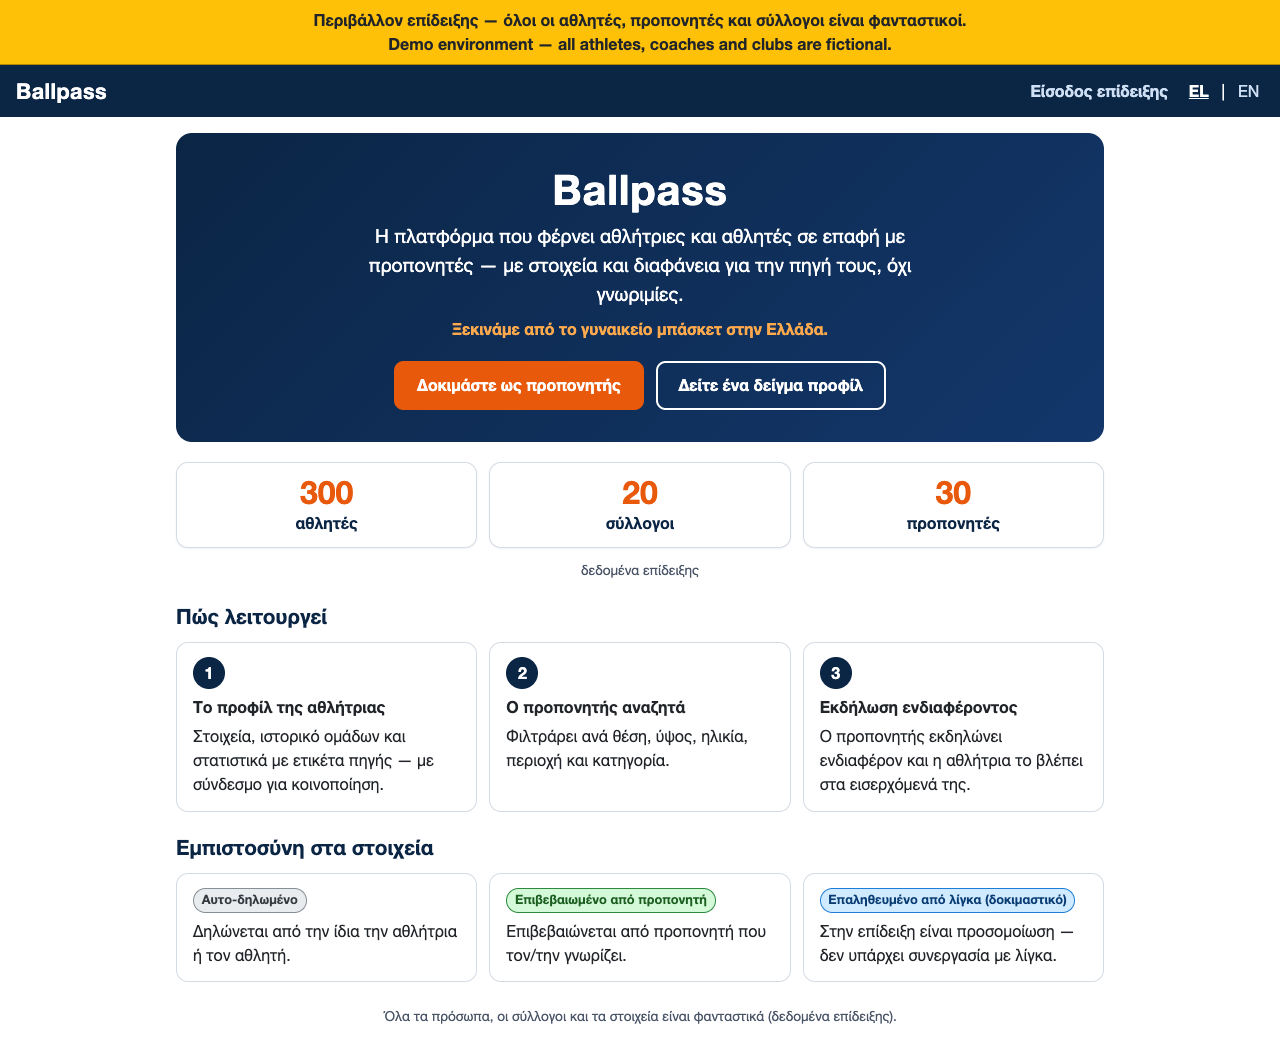 Περιβάλλον επίδειξης — όλοι οι αθλητές, προπονητές και σύλλογοι είναι φανταστικοί.
Demo environment — all athletes, coaches and clubs are fictional.
Ballpass
Είσοδος επίδειξης EL | EN
Ballpass
Η πλατφόρμα που φέρνει αθλήτριες και αθλητές σε επαφή με
προπονητές — με στοιχεία και διαφάνεια για την πηγή τους, όχι
γνωριμίες.
Ξεκινάμε από το γυναικείο μπάσκετ στην Ελλάδα.
Δοκιμάστε ως προπονητής
Δείτε ένα δείγμα προφίλ
300
αθλητές
20
σύλλογοι
30
προπονητές
δεδομένα επίδειξης
Πώς λειτουργεί
1
Το προφίλ της αθλήτριας
Στοιχεία, ιστορικό ομάδων και
στατιστικά με ετικέτα πηγής — με
σύνδεσμο για κοινοποίηση.
2
Ο προπονητής αναζητά
Φιλτράρει ανά θέση, ύψος, ηλικία,
περιοχή και κατηγορία.
3
Εκδήλωση ενδιαφέροντος
Ο προπονητής εκδηλώνει
ενδιαφέρον και η αθλήτρια το βλέπει
στα εισερχόμενά της.
Εμπιστοσύνη στα στοιχεία
Αυτο-δηλωμένο
Δηλώνεται από την ίδια την αθλήτρια
ή τον αθλητή.
Επιβεβαιωμένο από προπονητή
Επιβεβαιώνεται από προπονητή που
τον/την γνωρίζει.
Επαληθευμένο από λίγκα (δοκιμαστικό)
Στην επίδειξη είναι προσομοίωση —
δεν υπάρχει συνεργασία με λίγκα.
Όλα τα πρόσωπα, οι σύλλογοι και τα στοιχεία είναι φανταστικά (δεδομένα επίδειξης).